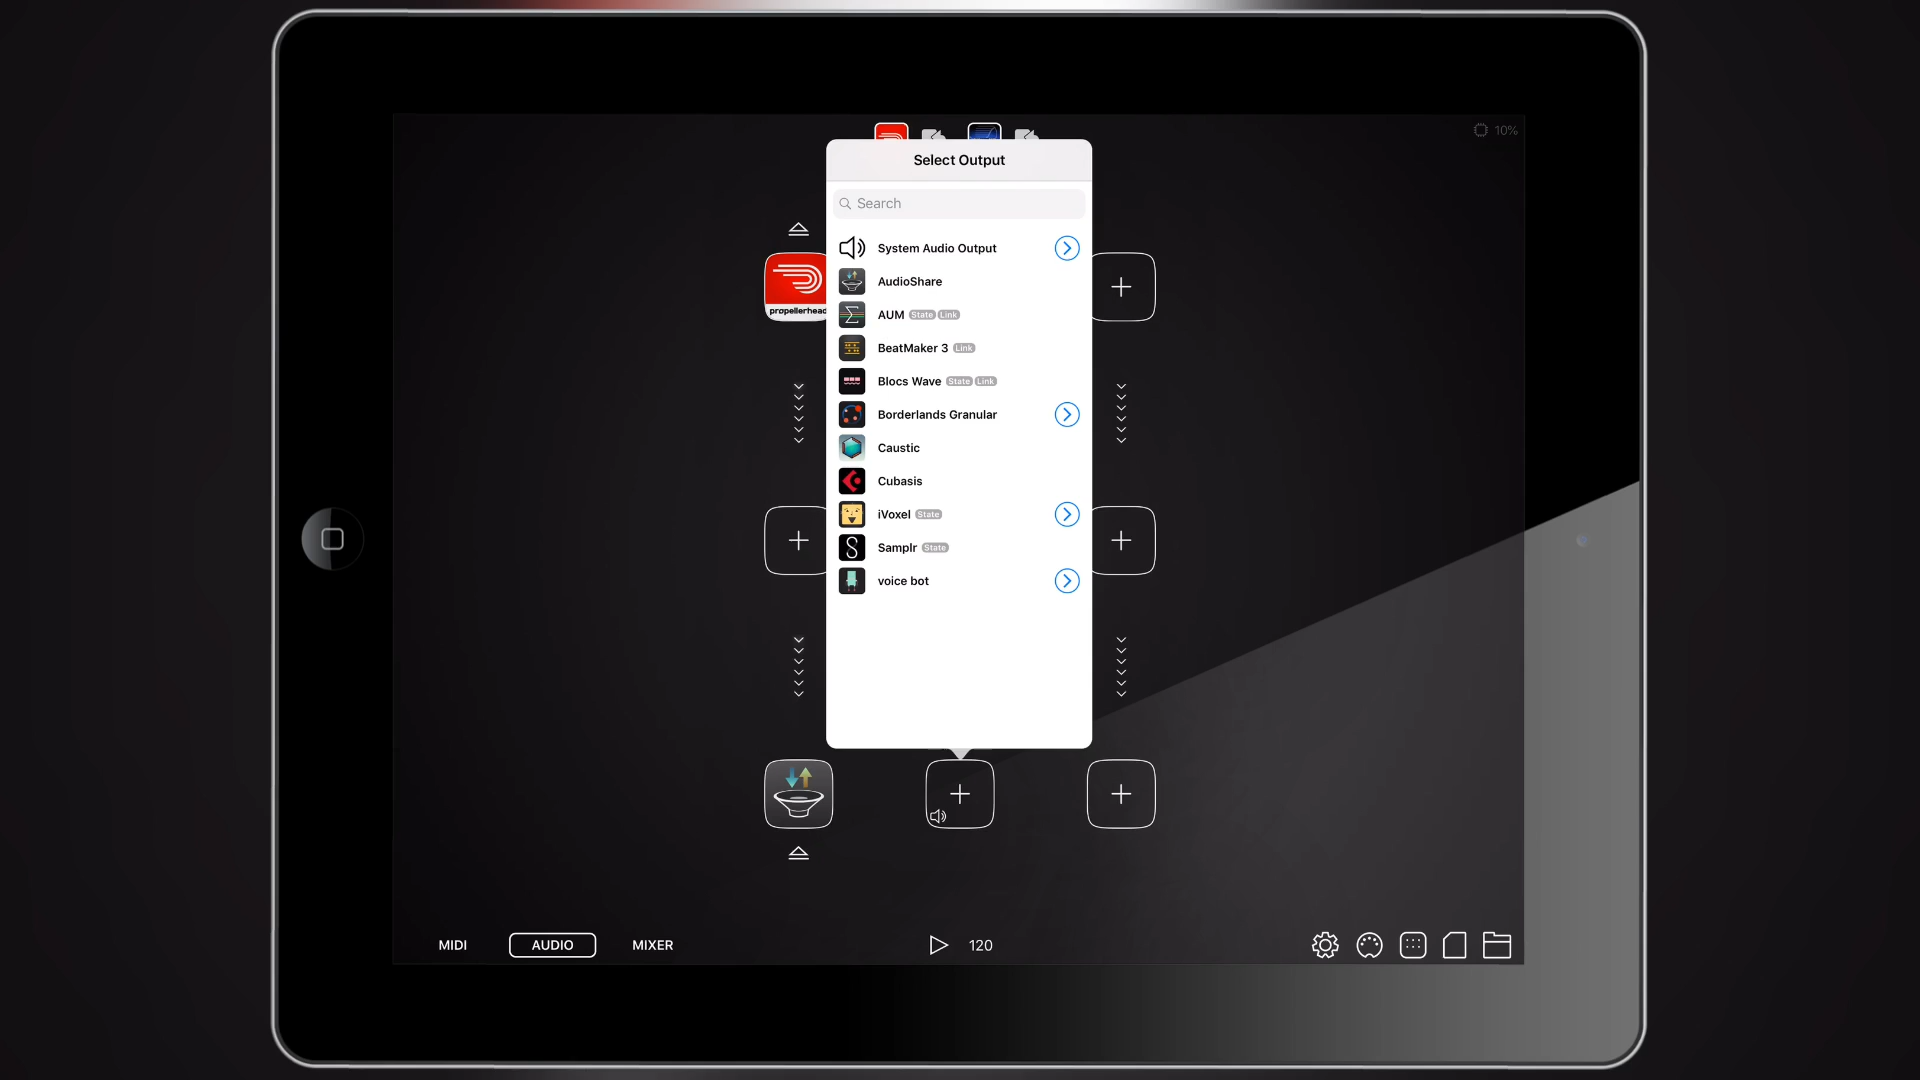 10%
Select Output
Search
System Audio Output
AudioShare
AUM State Link
BeatMaker 3 Link
Blocs Wave State Link
Borderlands Granular
Caustic
Cubasis
iVoxel State
Samplr State
voice bot
propellerhead
MIDI
AUDIO
MIXER
120